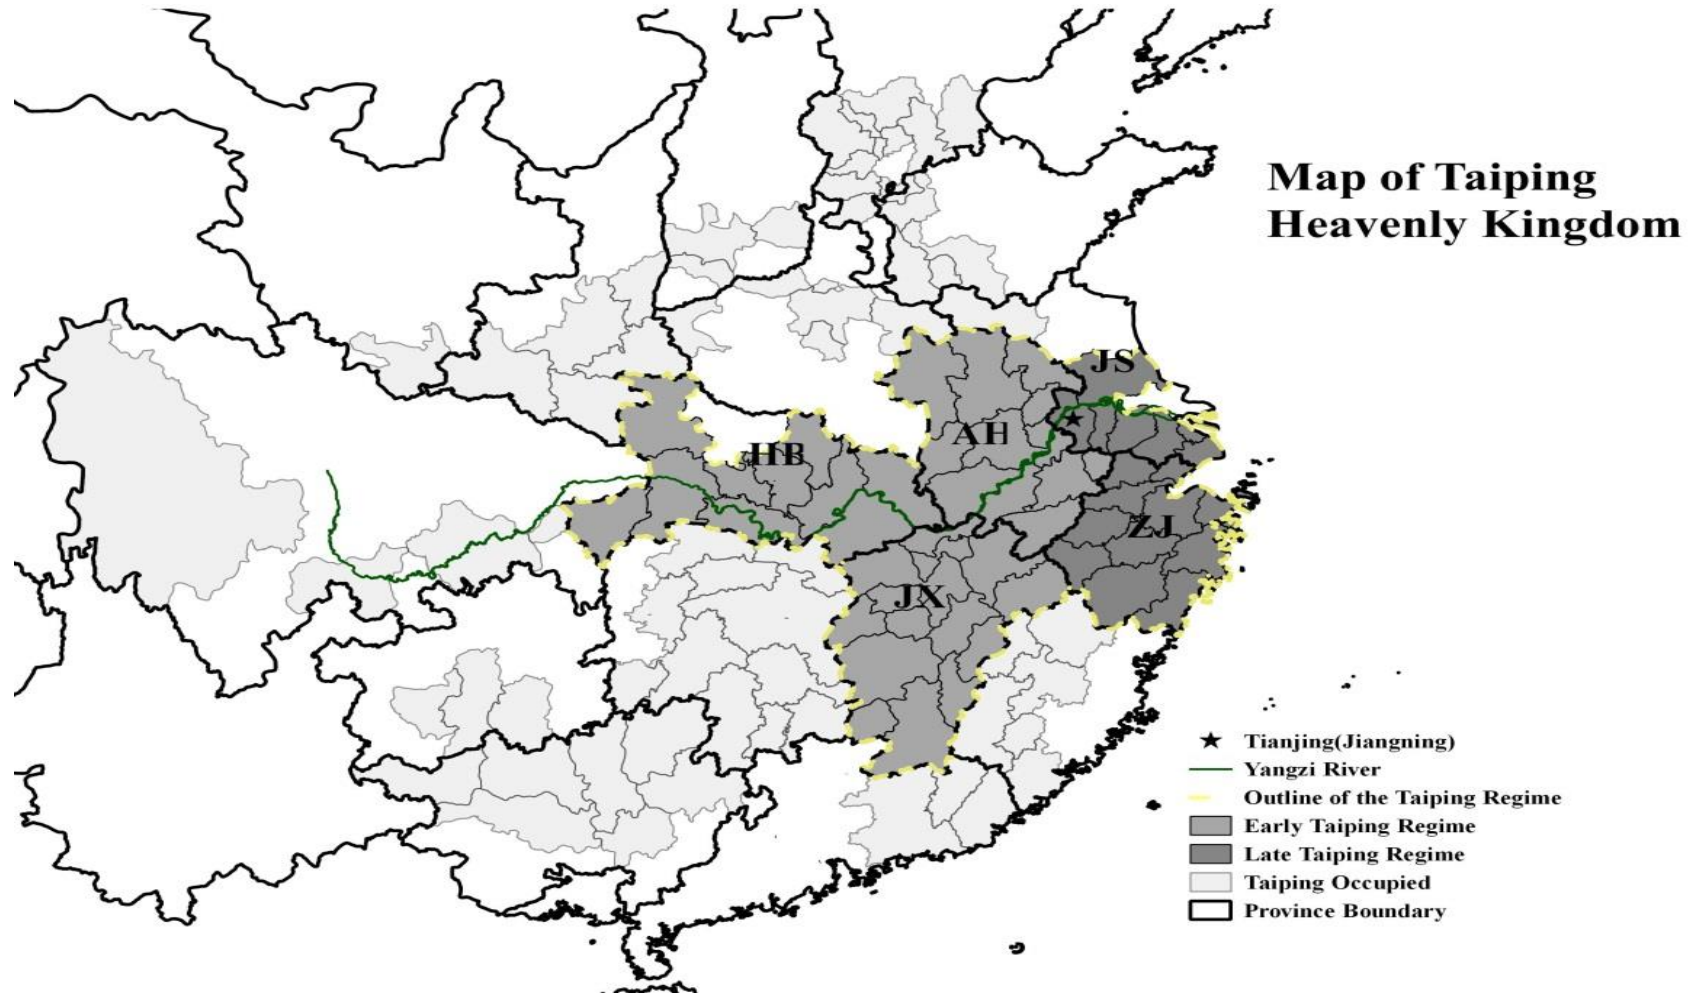 Map of Taiping
Heavenly Kingdom
JS
AH
HB
ZJ
JX
Tianjing(Jiangning)
Yangzi River
Outline of the Taiping Regime
Early Taiping Regime
Late Taiping Regime
Taiping Occupied
Province Boundary